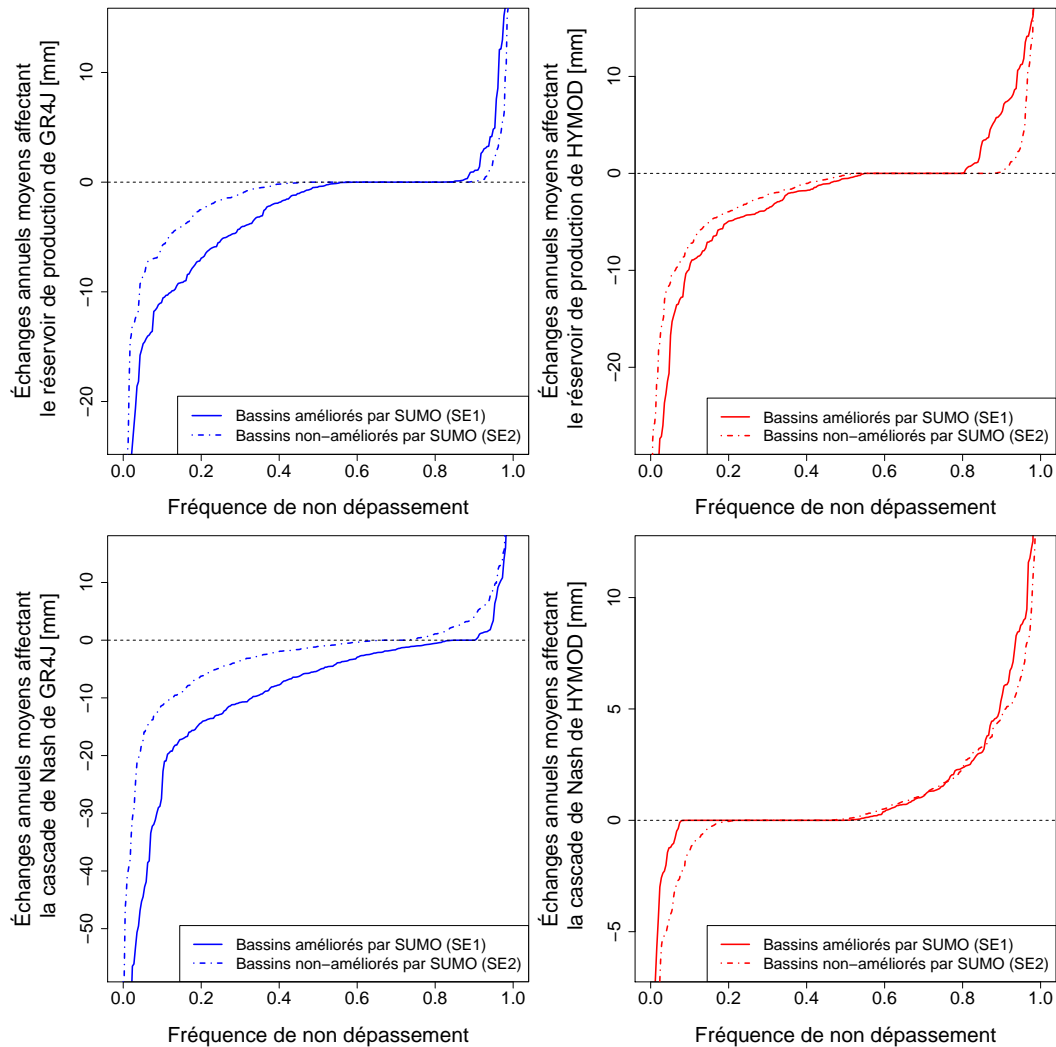 Échanges annuels moyens affectant
le réservoir de production de GR4J [mm]
10
0
−10
−20
Bassins améliorés par SUMO (SE1)
Bassins non−améliorés par SUMO (SE2)
0.0 0.2 0.4 0.6 0.8 1.0
Fréquence de non dépassement
Échanges annuels moyens affectant
le réservoir de production de HYMOD [mm]
10
0
−10
−20
Bassins améliorés par SUMO (SE1)
Bassins non−améliorés par SUMO (SE2)
0.0 0.2 0.4 0.6 0.8 1.0
Fréquence de non dépassement
Échanges annuels moyens affectant
la cascade de Nash de GR4J [mm]
10
0
−10
−20
−30
−40
−50
Bassins améliorés par SUMO (SE1)
Bassins non−améliorés par SUMO (SE2)
0.0 0.2 0.4 0.6 0.8 1.0
Fréquence de non dépassement
Échanges annuels moyens affectant
la cascade de Nash de HYMOD [mm]
10
5
0
−5
Bassins améliorés par SUMO (SE1)
Bassins non−améliorés par SUMO (SE2)
0.0 0.2 0.4 0.6 0.8 1.0
Fréquence de non dépassement